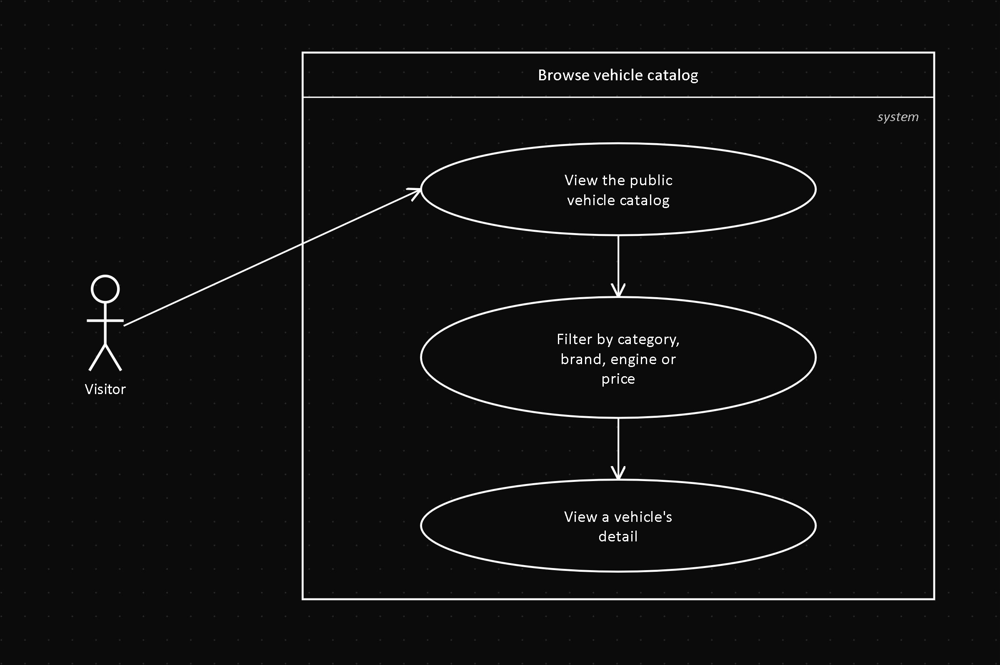 Browse vehicle catalog
system
View the public
vehicle catalog
Filter by category,
brand, engine or
price
Visitor
View a vehicle's
detail